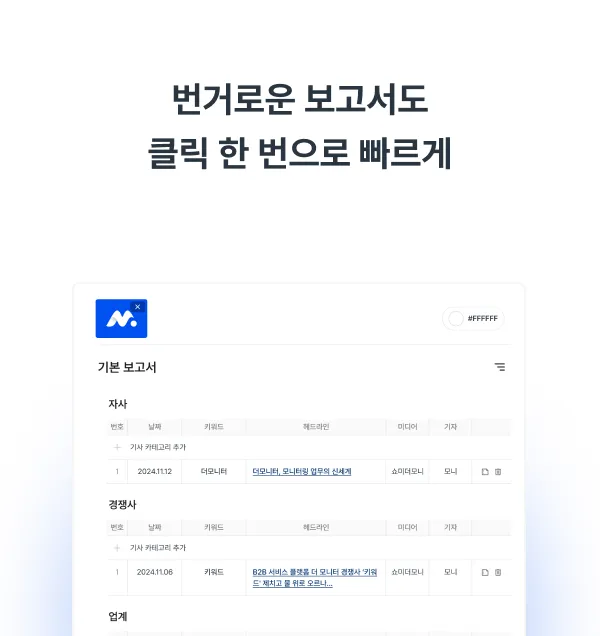 번거로운 보고서도
클릭 한 번으로 빠르게
#FFFFFF
기본 보고서
자사
번호 날짜 키워드 헤드라인 미디어 기자
기사 카테고리 추가
1 2024.11.12 더모니터 더모니터, 모니터링 업무의 신세계 쇼미더모니 모니
경쟁사
번호 날짜 키워드 헤드라인 미디어 기자
기사 카테고리 추가
1 2024.11.06 키워드 B2B 서비스 플랫폼 더 모니터 경쟁사 '키워 쇼미더모니 모니
드' 제치고 물 위로 오르나...
업계